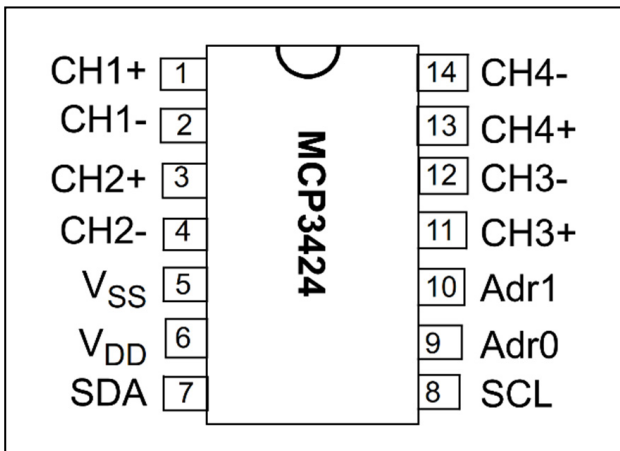 CH1+ 1 14 CH4-
CH1- 2 13 CH4+
CH2+ 3 12 CH3-
CH2- 4 11 CH3+
VSS 5 10 Adr1
VDD 6 9 Adr0
SDA 7 8 SCL
MCP3424